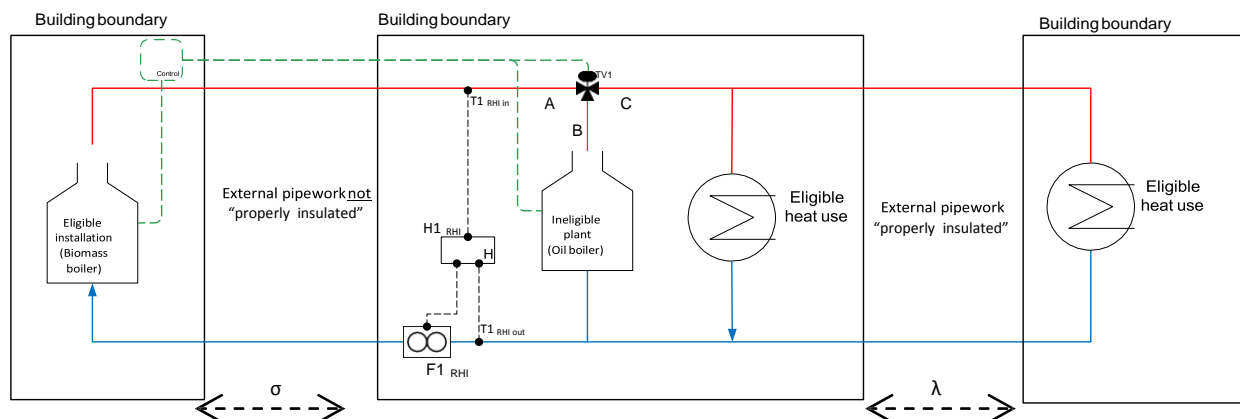 Building boundary
Building boundary
Building boundary
Control
TV1
T1 RHI in
A
C
B
External pipework not
“properly insulated”
Eligible
installation
(Biomass
boiler)
H1 RHI
H
Ineligible
plant
(Oil boiler)
Eligible
heat use
External pipework
“properly insulated”
Eligible
heat use
T1 RHI out
F1 RHI
σ
λ